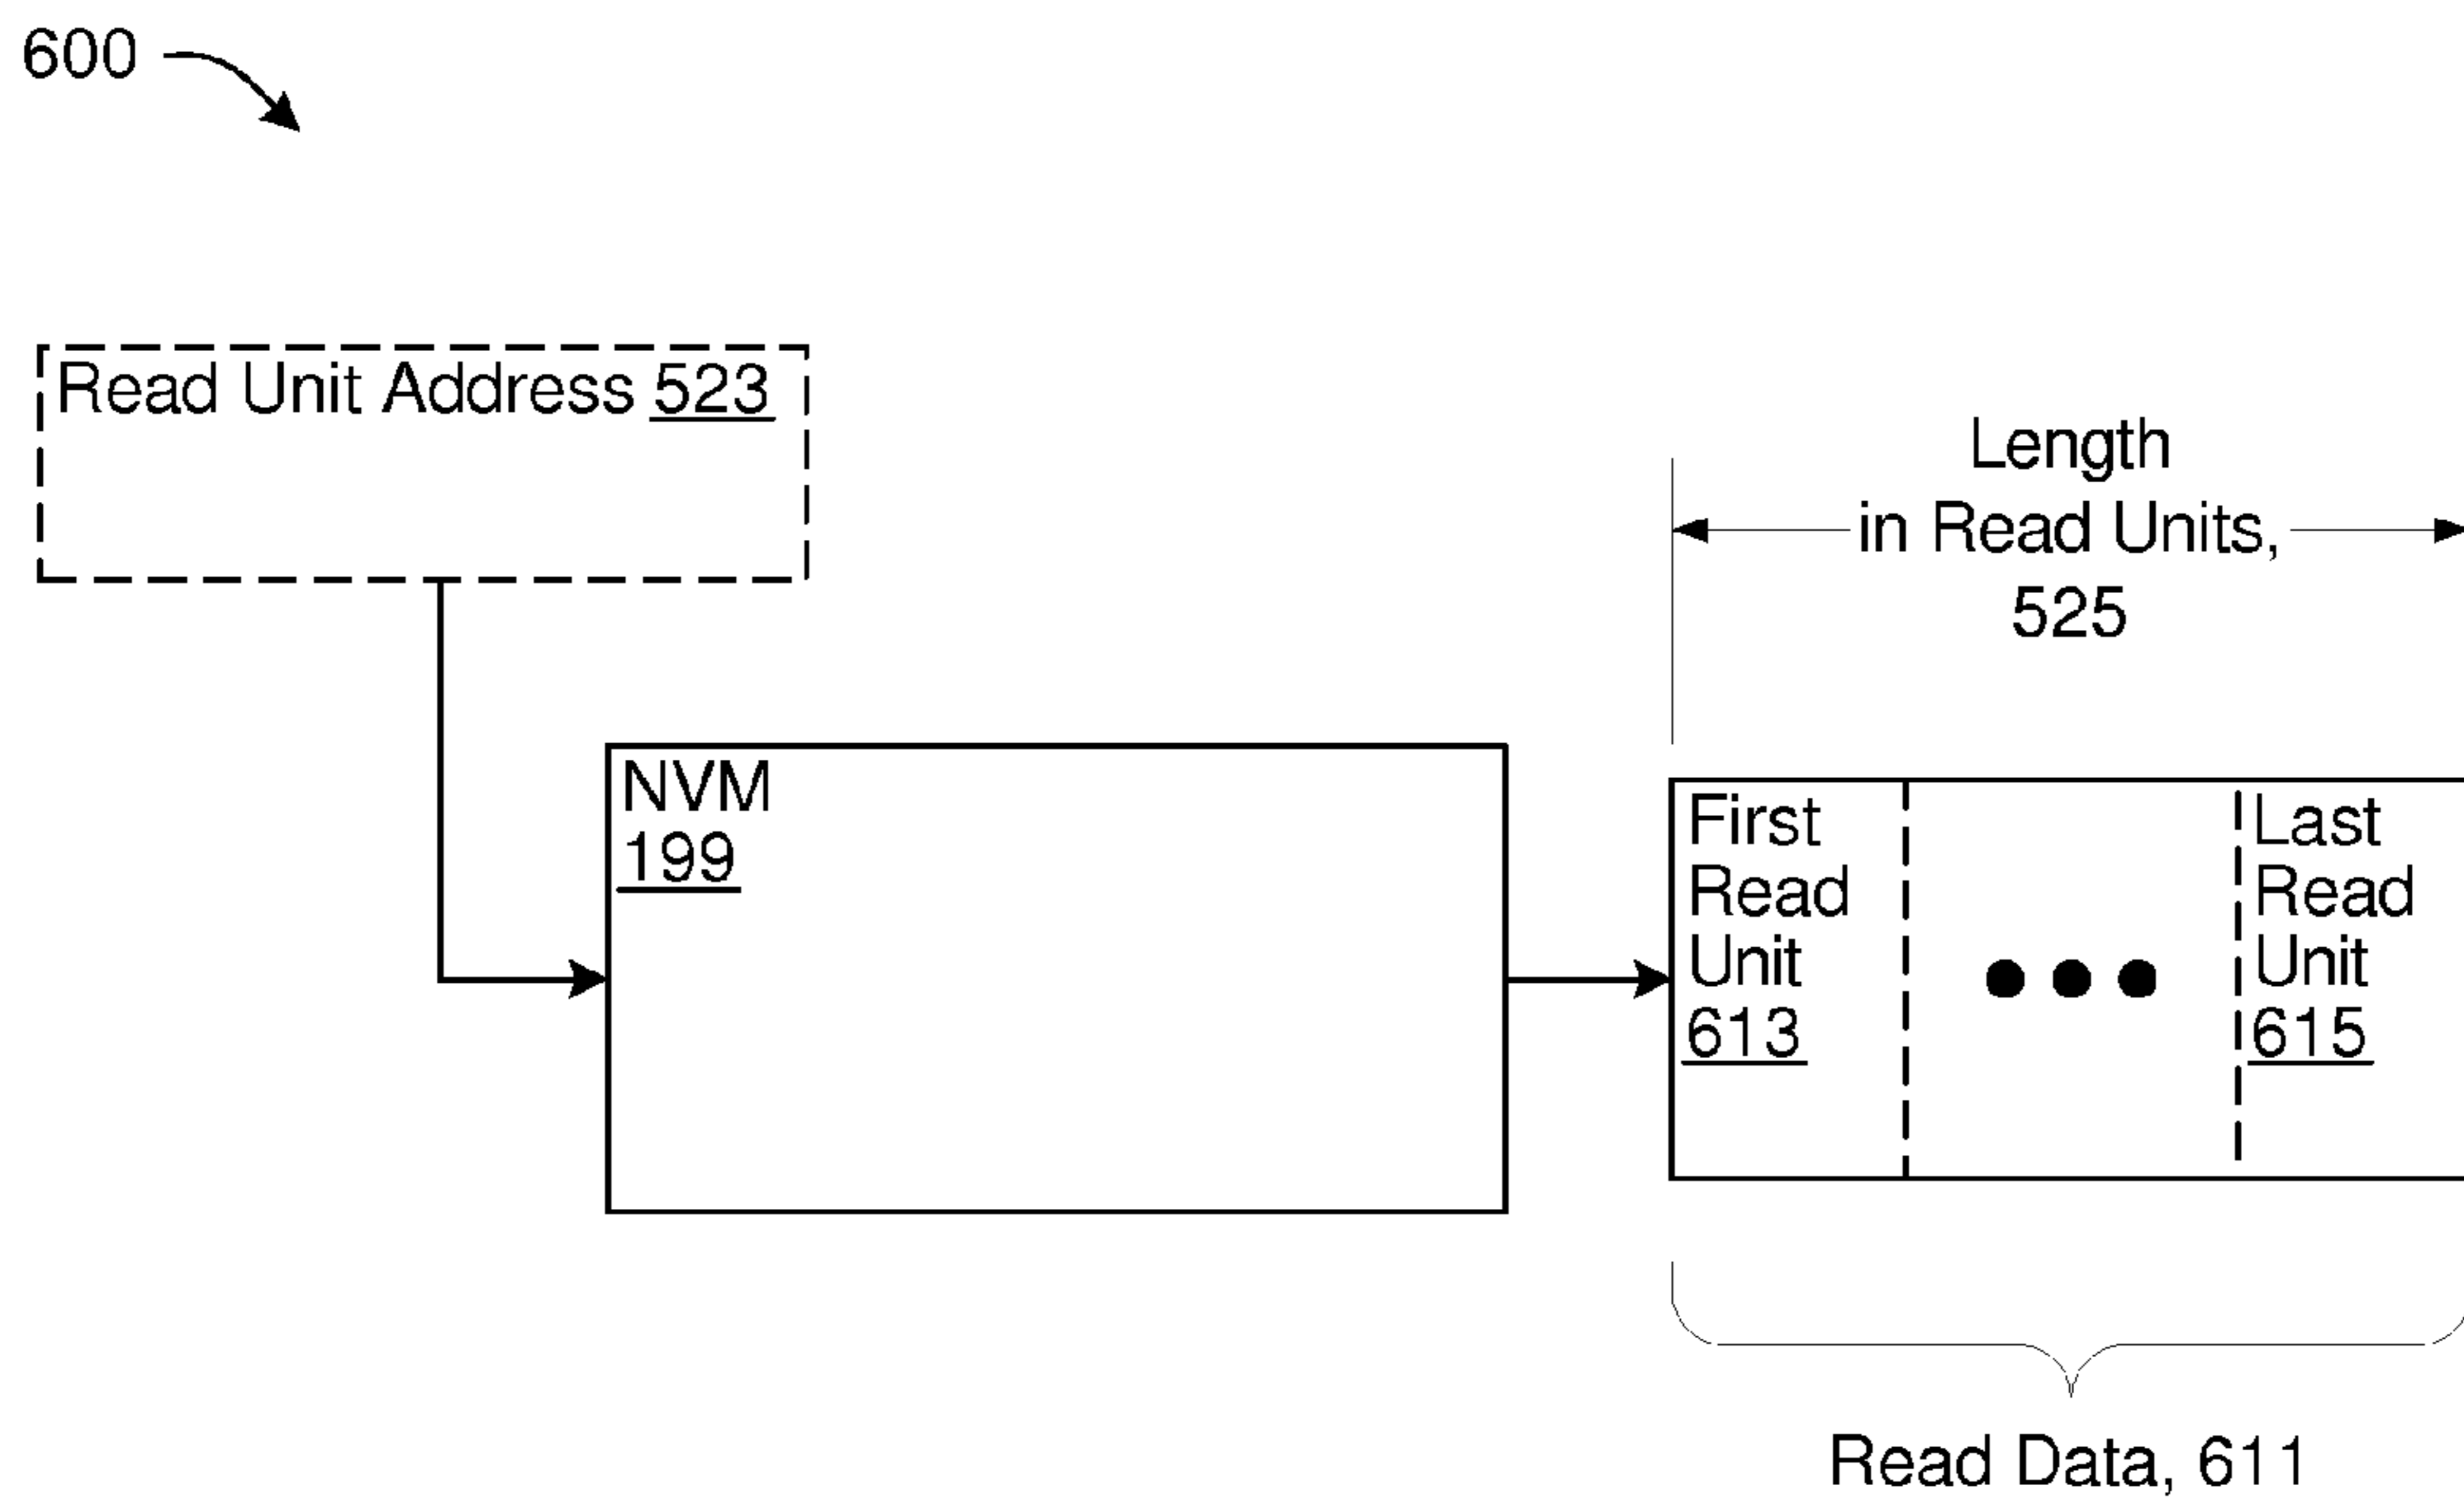 600
Read Unit Address 523
Length
in Read Units,
525
NVM
199
First
Read
Unit
613
Last
Read
Unit
615
Read Data, 611